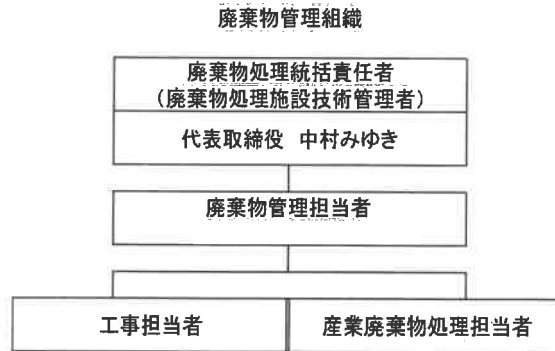 廃棄物管理組織
廃棄物処理統括責任者
(廃棄物処理施設技術管理者)
代表取締役 中村みゆき
廃棄物管理担当者
工事担当者
産業廃棄物処理担当者